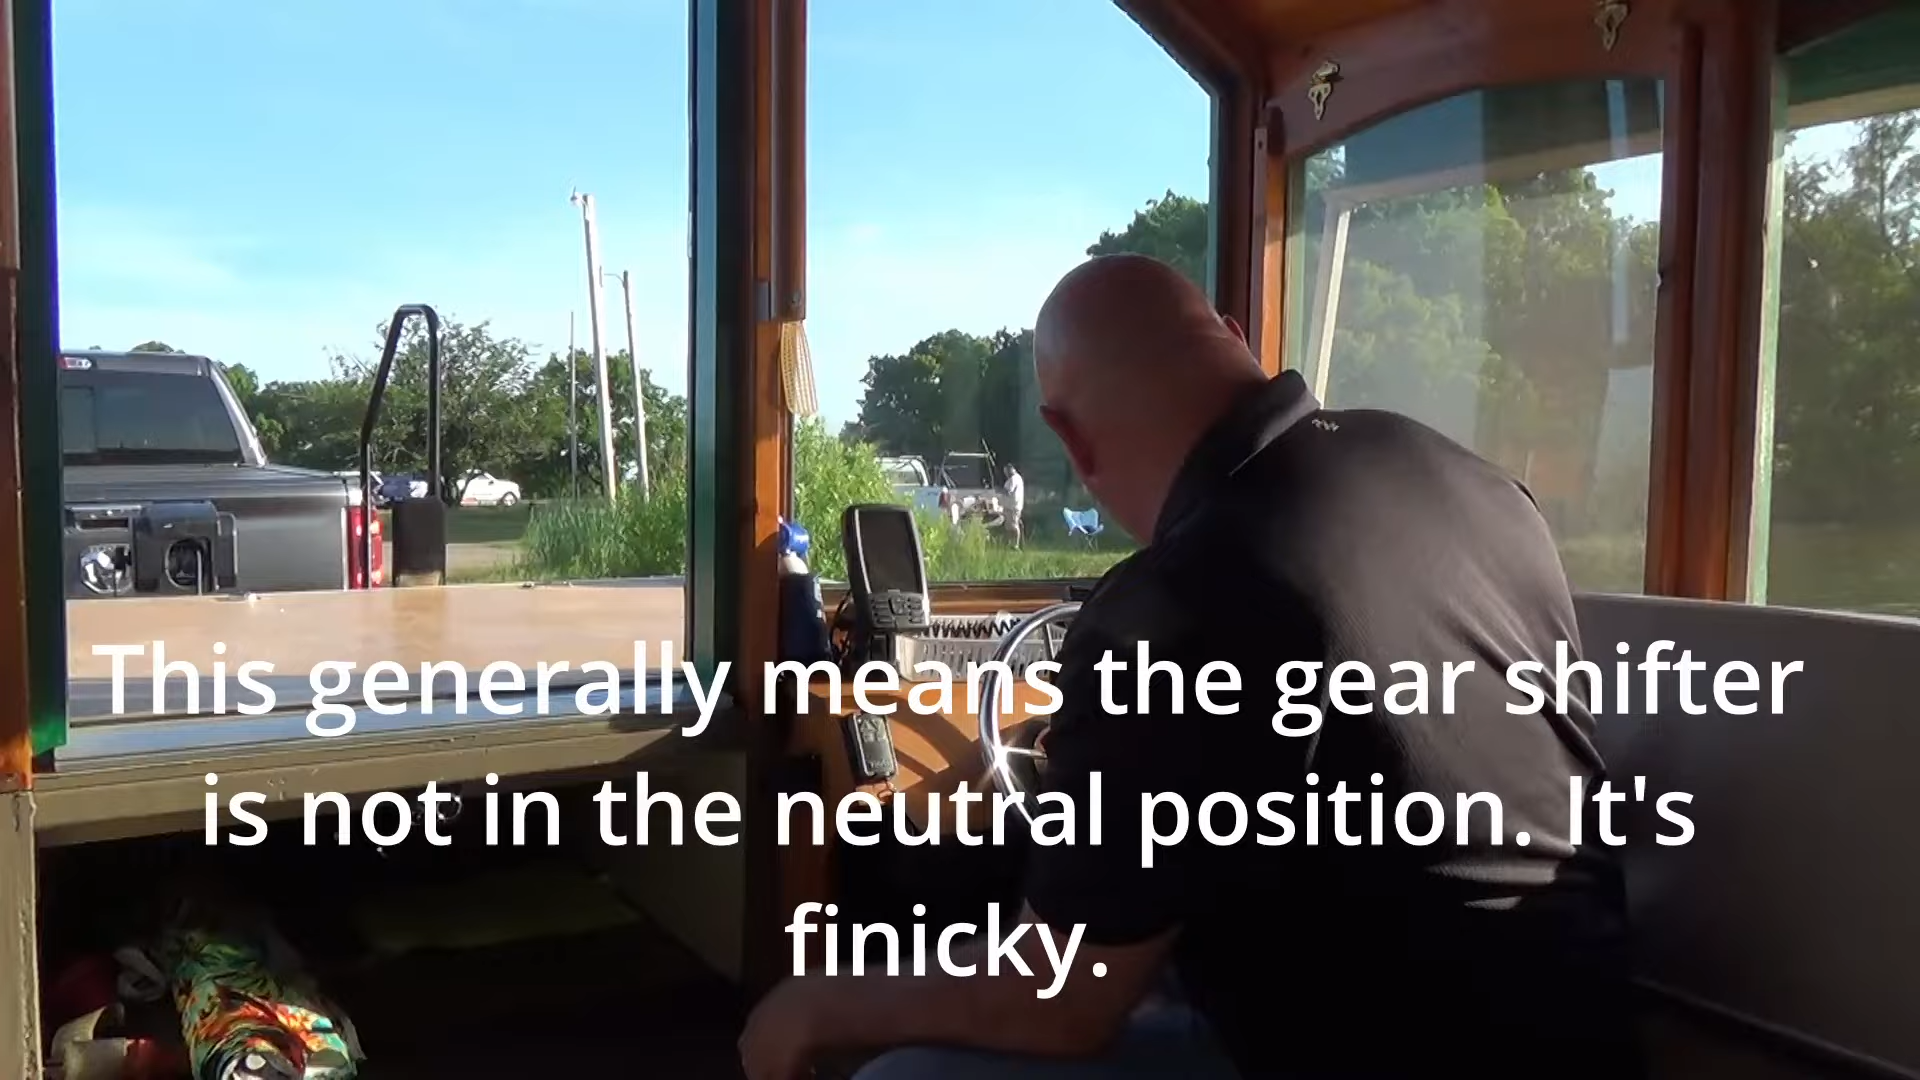 This generally means the gear shifter
is not in the neutral position. It's
finicky.